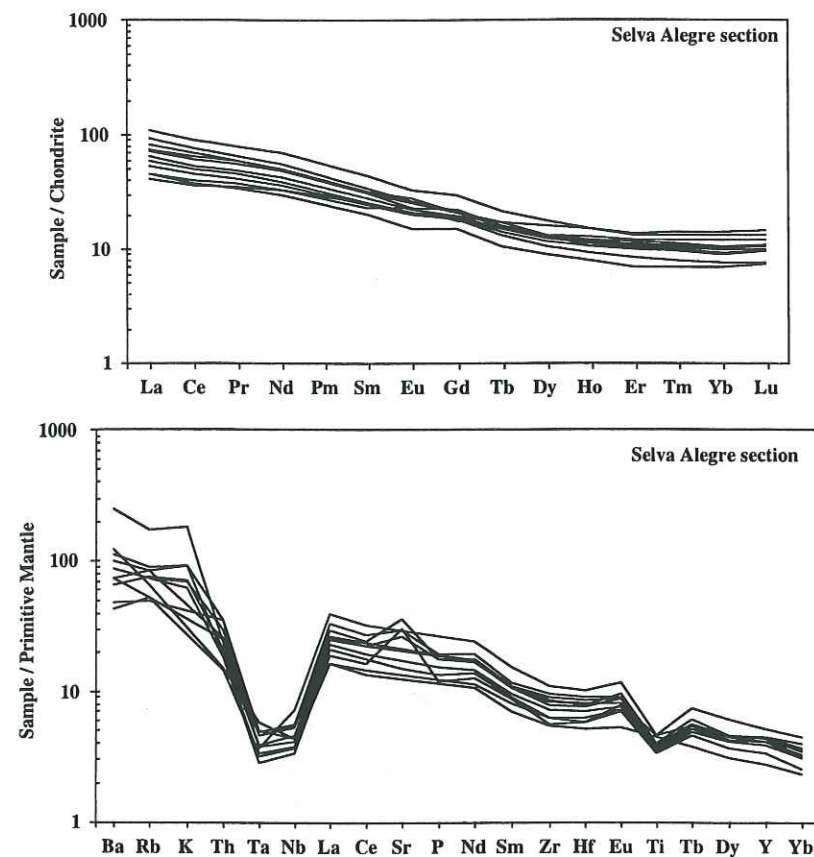 1000
Selva Alegre section
100
10
1
Sample / Chondrite
La Ce Pr Nd Pm Sm Eu Gd Tb Dy Ho Er Tm Yb Lu
1000
Selva Alegre section
100
10
1
Sample / Primitive Mantle
Ba Rb K Th Ta Nb La Ce Sr P Nd Sm Zr Hf Eu Ti Tb Dy Y Yb